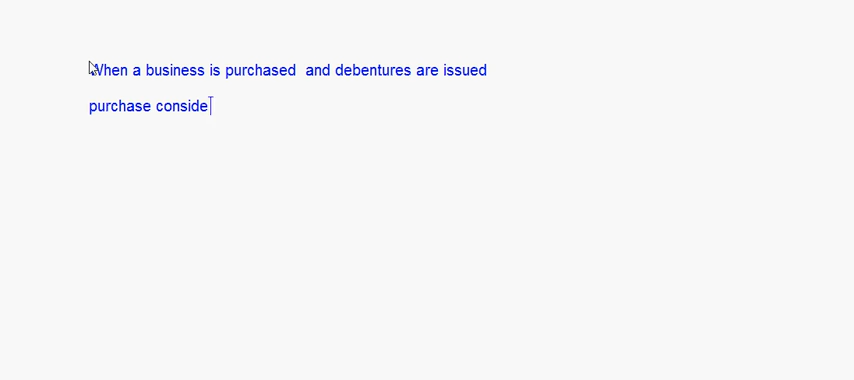 When a business is purchased  and debentures are issued
purchase conside